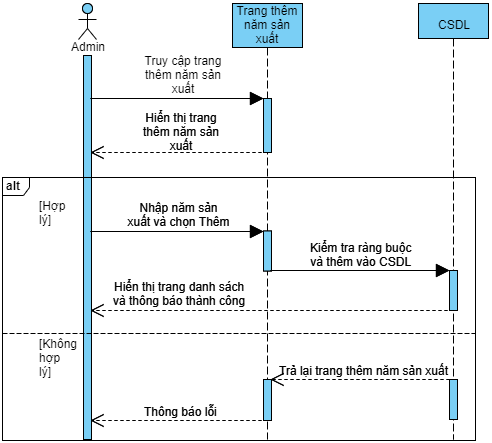 Admin
Trang thêm
năm sản
xuất
CSDL
Truy cập trang
thêm năm sản
xuất
Hiển thị trang
thêm năm sản
xuất
alt
[Hợp
lý]
Nhập năm sản
xuất và chọn Thêm
Kiểm tra ràng buộc
và thêm vào CSDL
Hiển thị trang danh sách
và thông báo thành công
[Không
hợp
lý]
Trả lại trang thêm năm sản xuất
Thông báo lỗi